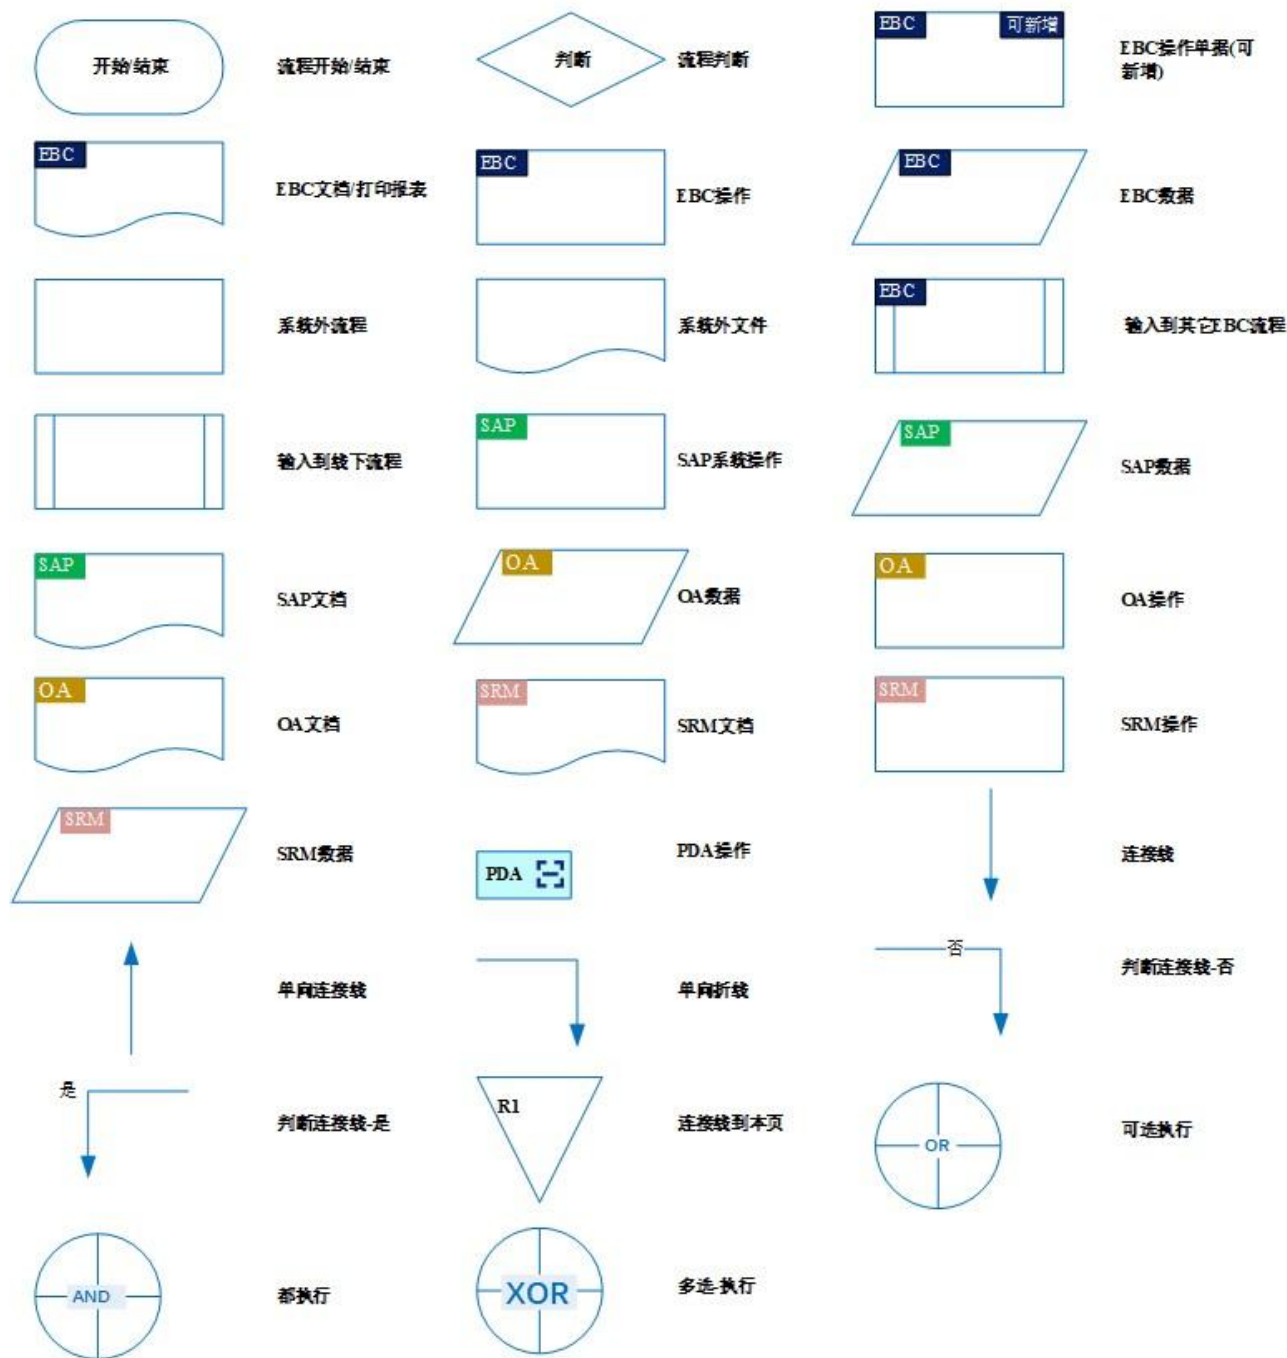 开始/结束
流程开始/结束
判断
流程判断
EBC
可新增
EBC操作单据(可
新增)
EBC
EBC文档/打印报表
EBC
EBC操作
EBC
EBC数据
系统外流程
系统外文件
EBC
输入到其它EBC流程
输入到线下流程
SAP
SAP系统操作
SAP
SAP数据
SAP
SAP文档
OA
OA数据
OA
OA操作
OA
OA文档
SRM
SRM文档
SRM
SRM操作
SRM
SRM数据
PDA
PDA操作
连接线
单向连接线
单向折线
否
判断连接线-否
是
判断连接线-是
R1
连接线到本页
OR
可选执行
AND
都执行
XOR
多选-执行